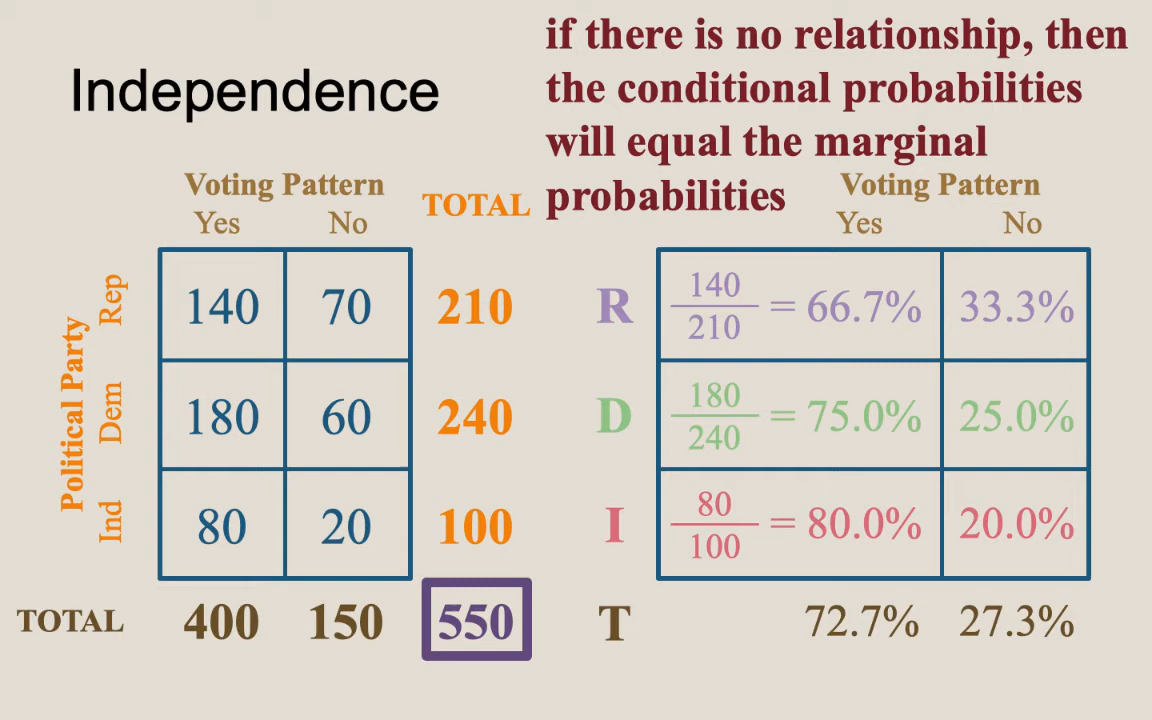 if there is no relationship, then
the conditional probabilities
will equal the marginal
probabilities
Independence
Voting Pattern
Yes No
TOTAL
Political Party
Rep 140 70 210
Dem 180 60 240
Ind 80 20 100
TOTAL 400 150 550
Voting Pattern
Yes No
R 140/210 = 66.7% 33.3%
D 180/240 = 75.0% 25.0%
I 80/100 = 80.0% 20.0%
T 72.7% 27.3%